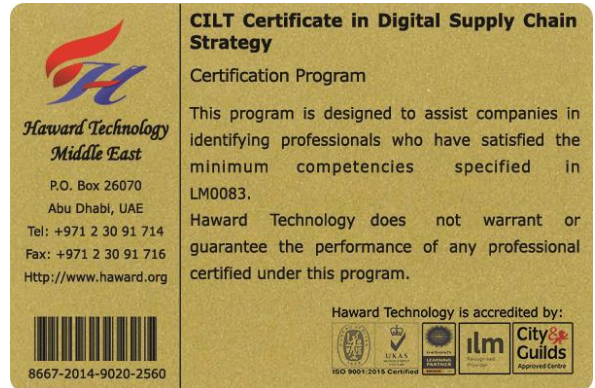 Haward Technology
Middle East
P.O. Box 26070
Abu Dhabi, UAE
Tel: +971 2 30 91 714
Fax: +971 2 30 91 716
Http://www.haward.org
8667-2014-9020-2560
CILT Certificate in Digital Supply Chain
Strategy
Certification Program
This program is designed to assist companies in
identifying professionals who have satisfied the
minimum competencies specified in
LM0083.
Haward Technology does not warrant or
guarantee the performance of any professional
certified under this program.
Haward Technology is accredited by:
UKAS
ISO 9001:2015 Certified
LEARNING
PARTNER
ilm
Recognised
Provider
City&
Guilds
Approved Centre